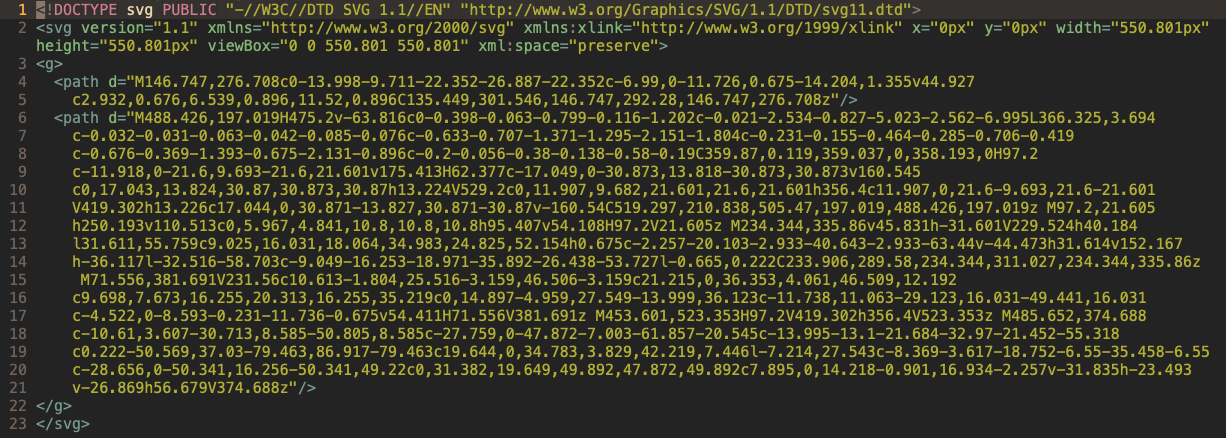 1 <!DOCTYPE svg PUBLIC "-//W3C//DTD SVG 1.1//EN" "http://www.w3.org/Graphics/SVG/1.1/DTD/svg11.dtd">
2 <svg version="1.1" xmlns="http://www.w3.org/2000/svg" xmlns:xlink="http://www.w3.org/1999/xlink" x="0px" y="0px" width="550.801px"
height="550.801px" viewBox="0 0 550.801 550.801" xml:space="preserve">
3 <g>
4 <path d="M146.747,276.708c0-13.998-9.711-22.352-26.887-22.352c-6.99,0-11.726,0.675-14.204,1.355v44.927
5 c2.932,0.676,6.539,0.896,11.52,0.896C135.449,301.546,146.747,292.28,146.747,276.708z"/>
6 <path d="M488.426,197.019H475.2v-63.816c0-0.398-0.063-0.799-0.116-1.202c-0.021-2.534-0.827-5.023-2.562-6.995L366.325,3.694
7 c-0.032-0.031-0.063-0.042-0.085-0.076c-0.633-0.707-1.371-1.295-2.151-1.804c-0.231-0.155-0.464-0.285-0.706-0.419
8 c-0.676-0.369-1.393-0.675-2.131-0.896c-0.2-0.056-0.38-0.138-0.58-0.19C359.87,0.119,359.037,0,358.193,0H97.2
9 c-11.918,0-21.6,9.693-21.6,21.601v175.413H62.377c-17.049,0-30.873,13.818-30.873,30.873v160.545
10 c0,17.043,13.824,30.87,30.873,30.87h13.224V529.2c0,11.907,9.682,21.601,21.6,21.601h356.4c11.907,0,21.6-9.693,21.6-21.601
11 V419.302h13.226c17.044,0,30.871-13.827,30.871-30.87v-160.54C519.297,210.838,505.47,197.019,488.426,197.019z M97.2,21.605
12 h250.193v110.513c0,5.967,4.841,10.8,10.8,10.8h95.407v54.108H97.2V21.605z M234.344,335.86v45.831h-31.601V229.524h40.184
13 l31.611,55.759c9.025,16.031,18.064,34.983,24.825,52.154h0.675c-2.257-20.103-2.933-40.643-2.933-63.44v-44.473h31.614v152.167
14 h-36.117l-32.516-58.703c-9.049-16.253-18.971-35.892-26.438-53.727l-0.665,0.222C233.906,289.58,234.344,311.027,234.344,335.86z
15 M71.556,381.691V231.56c10.613-1.804,25.516-3.159,46.506-3.159c21.215,0,36.353,4.061,46.509,12.192
16 c9.698,7.673,16.255,20.313,16.255,35.219c0,14.897-4.959,27.549-13.999,36.123c-11.738,11.063-29.123,16.031-49.441,16.031
17 c-4.522,0-8.593-0.231-11.736-0.675v54.411H71.556V381.691z M453.601,523.353H97.2V419.302h356.4V523.353z M485.652,374.688
18 c-10.61,3.607-30.713,8.585-50.805,8.585c-27.759,0-47.872-7.003-61.857-20.545c-13.995-13.1-21.684-32.97-21.452-55.318
19 c0.222-50.569,37.03-79.463,86.917-79.463c19.644,0,34.783,3.829,42.219,7.446l-7.214,27.543c-8.369-3.617-18.752-6.55-35.458-6.55
20 c-28.656,0-50.341,16.256-50.341,49.22c0,31.382,19.649,49.892,47.872,49.892c7.895,0,14.218-0.901,16.934-2.257v-31.835h-23.493
21 v-26.869h56.679V374.688z"/>
22 </g>
23 </svg>